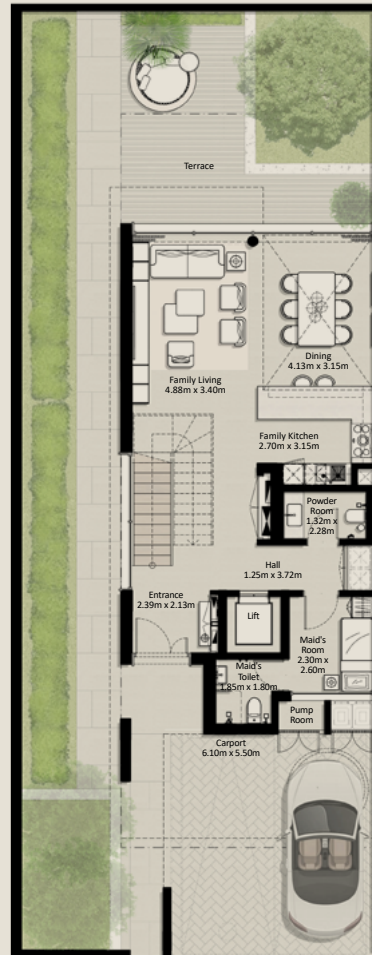 Terrace
Dining
4.13m x 3.15m
Family Living
4.88m x 3.40m
Family Kitchen
2.70m x 3.15m
Powder
Room
1.32m x
2.28m
Hall
1.25m x 3.72m
Entrance
2.39m x 2.13m
Lift
Maid's
Room
2.30m x
2.60m
Maid's
Toilet
1.85m x 1.80m
Pump
Room
Carport
6.10m x 5.50m